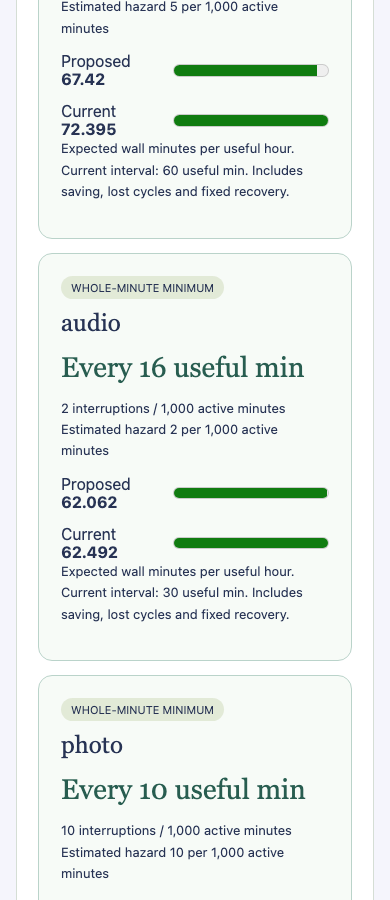 Estimated hazard 5 per 1,000 active
minutes
Proposed
67.42
Current
72.395
Expected wall minutes per useful hour.
Current interval: 60 useful min. Includes
saving, lost cycles and fixed recovery.
WHOLE-MINUTE MINIMUM
audio
Every 16 useful min
2 interruptions / 1,000 active minutes
Estimated hazard 2 per 1,000 active
minutes
Proposed
62.062
Current
62.492
Expected wall minutes per useful hour.
Current interval: 30 useful min. Includes
saving, lost cycles and fixed recovery.
WHOLE-MINUTE MINIMUM
photo
Every 10 useful min
10 interruptions / 1,000 active minutes
Estimated hazard 10 per 1,000 active
minutes